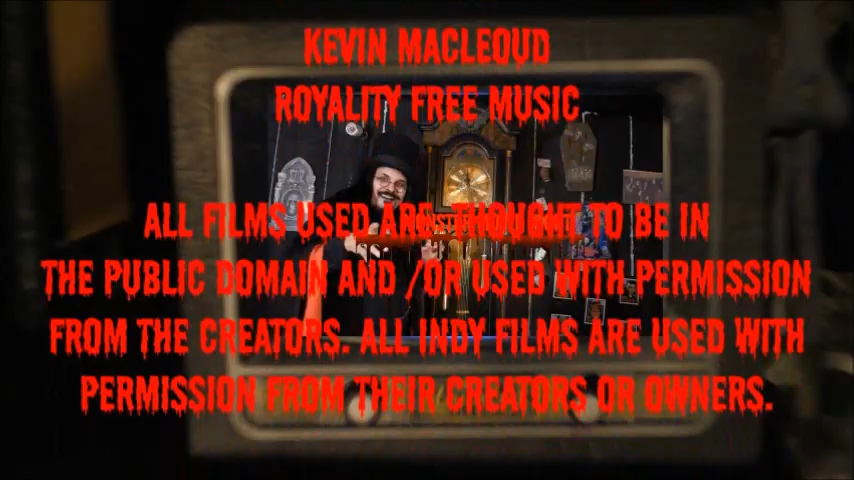 KEVIN MACLEOUD
ROYALITY FREE MUSIC
ALL FILMS USED ARE THOUGHT TO BE IN
THE PUBLIC DOMAIN AND /OR USED WITH PERMISSION
FROM THE CREATORS. ALL INDY FILMS ARE USED WITH
PERMISSION FROM THEIR CREATORS OR OWNERS.